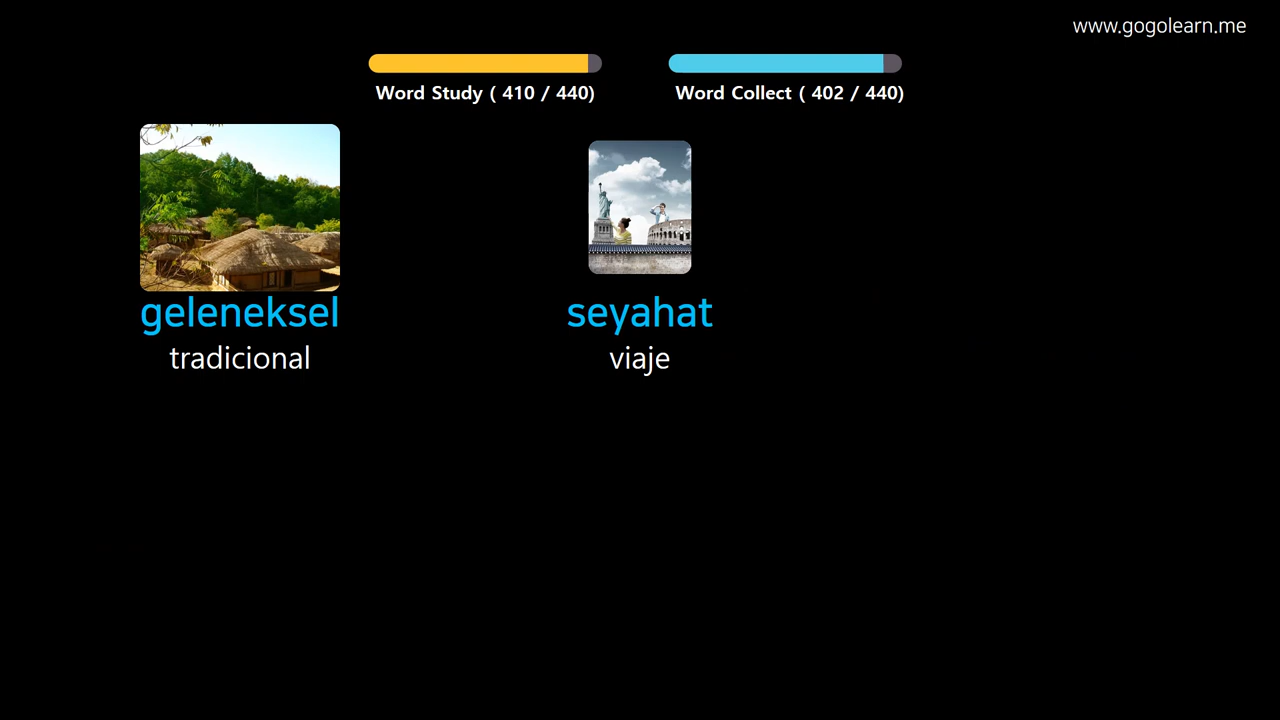 www.gogolearn.me
Word Study ( 410 / 440)
Word Collect ( 402 / 440)
geleneksel
tradicional
seyahat
viaje